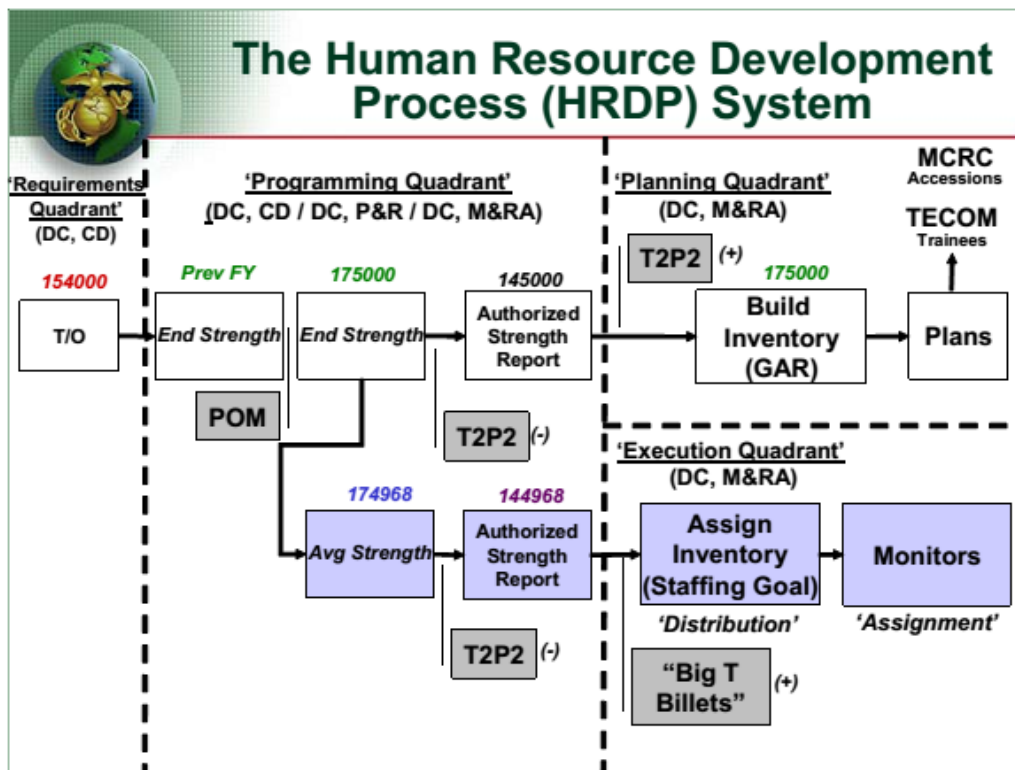 The Human Resource Development
Process (HRDP) System
'Requirements
Quadrant'
(DC, CD)
154000
T/O
'Programming Quadrant'
(DC, CD / DC, P&R / DC, M&RA)
Prev FY
End Strength
POM
175000
End Strength
T2P2
(-)
145000
Authorized
Strength
Report
174968
Avg Strength
T2P2
(-)
144968
Authorized
Strength
Report
'Planning Quadrant'
(DC, M&RA)
T2P2
(+)
175000
Build
Inventory
(GAR)
Plans
MCRC
Accessions
TECOM
Trainees
'Execution Quadrant'
(DC, M&RA)
Assign
Inventory
(Staffing Goal)
'Distribution'
Monitors
'Assignment'
"Big T
Billets"
(+)